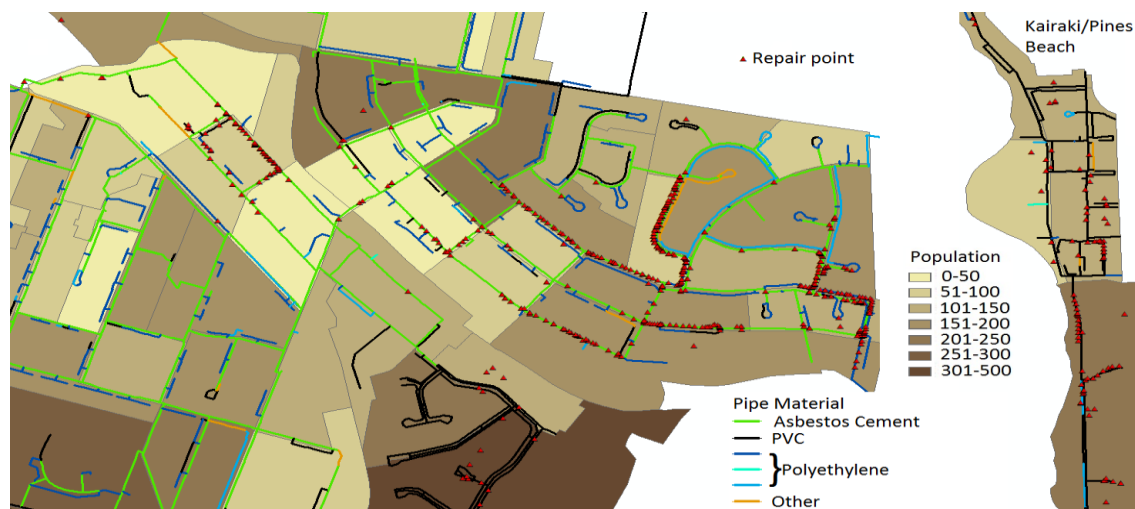 Kairaki/Pines
Beach
Repair point
Population
0-50
51-100
101-150
151-200
201-250
251-300
301-500
Pipe Material
Asbestos Cement
PVC
Polyethylene
Other